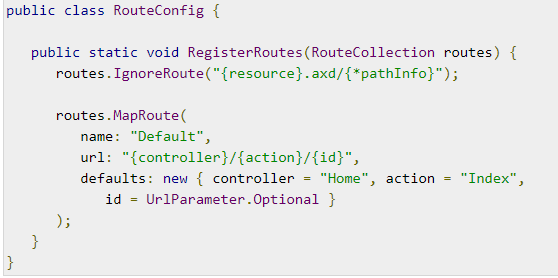 public class RouteConfig {
public static void RegisterRoutes(RouteCollection routes) {
routes.IgnoreRoute("{resource}.axd/{*pathInfo}");
routes.MapRoute(
name: "Default",
url: "{controller}/{action}/{id}",
defaults: new { controller = "Home", action = "Index",
id = UrlParameter.Optional }
);
}
}